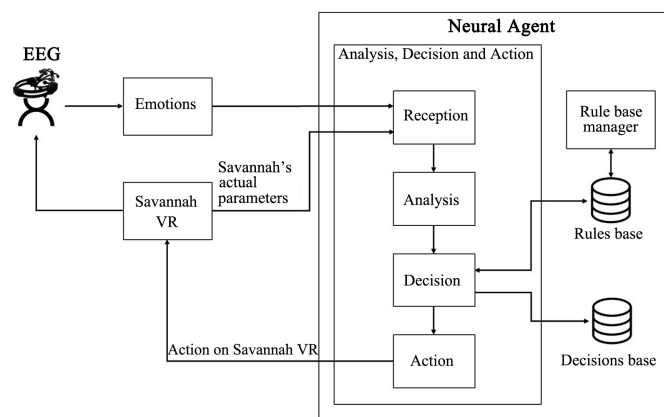 Neural Agent
EEG
Analysis, Decision and Action
Emotions
Reception
Rule base
manager
Savannah's
actual
parameters
Savannah
VR
Analysis
Rules base
Decision
Action on Savannah VR
Action
Decisions base